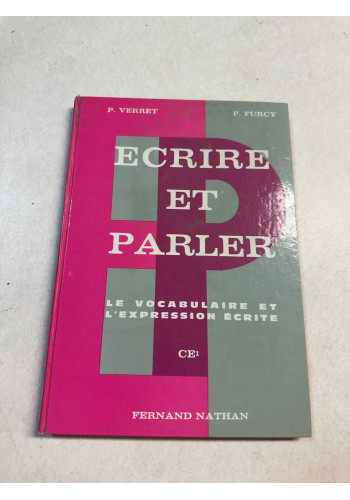 P. VERRET P. FURCY
ECRIRE
ET
PARLER
LE VOCABULAIRE ET
L'EXPRESSION ÉCRITE
CE1
FERNAND NATHAN